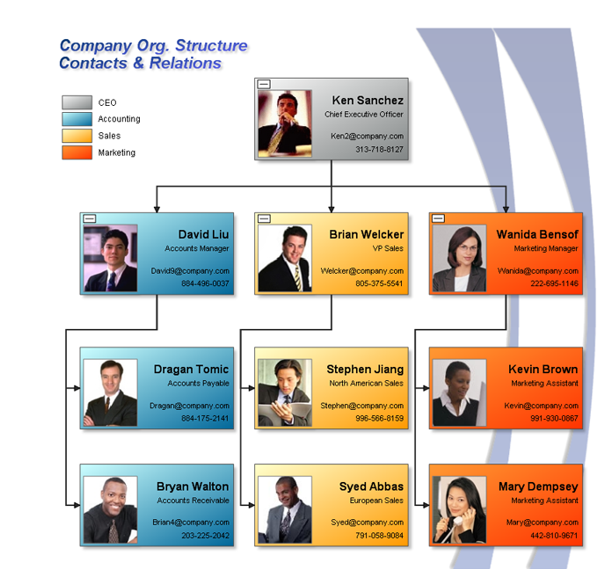 Company Org. Structure
Contacts & Relations
CEO
Accounting
Sales
Marketing
Ken Sanchez
Chief Executive Officer
Ken2@company.com
313-718-8127
David Liu
Accounts Manager
David9@company.com
884-496-0037
Brian Welcker
VP Sales
Welcker@company.com
805-375-5541
Wanida Bensof
Marketing Manager
Wanida@company.com
222-695-1146
Dragan Tomic
Accounts Payable
Dragan@company.com
884-175-2141
Stephen Jiang
North American Sales
Stephen@company.com
996-566-8159
Kevin Brown
Marketing Assistant
Kevin@company.com
991-930-0867
Bryan Walton
Accounts Receivable
Brian4@company.com
203-225-2042
Syed Abbas
European Sales
Syed@company.com
791-058-9084
Mary Dempsey
Marketing Assistant
Mary@company.com
442-810-9671